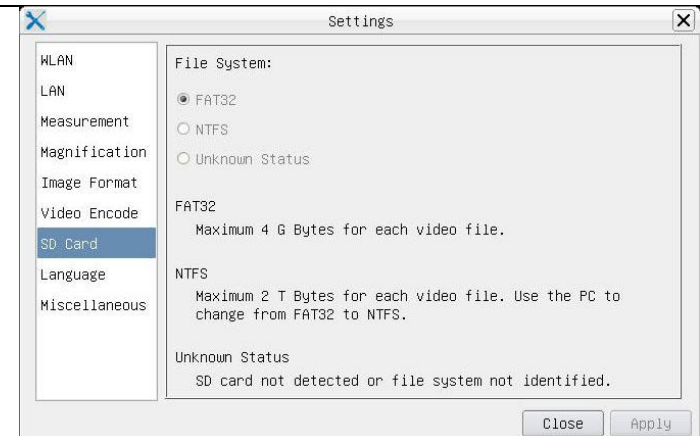 Settings
WLAN
LAN
Measurement
Magnification
Image Format
Video Encode
SD Card
Language
Miscellaneous
File System:
FAT32
NTFS
Unknown Status
FAT32
Maximum 4 G Bytes for each video file.
NTFS
Maximum 2 T Bytes for each video file. Use the PC to
change from FAT32 to NTFS.
Unknown Status
SD card not detected or file system not identified.
Close
Apply